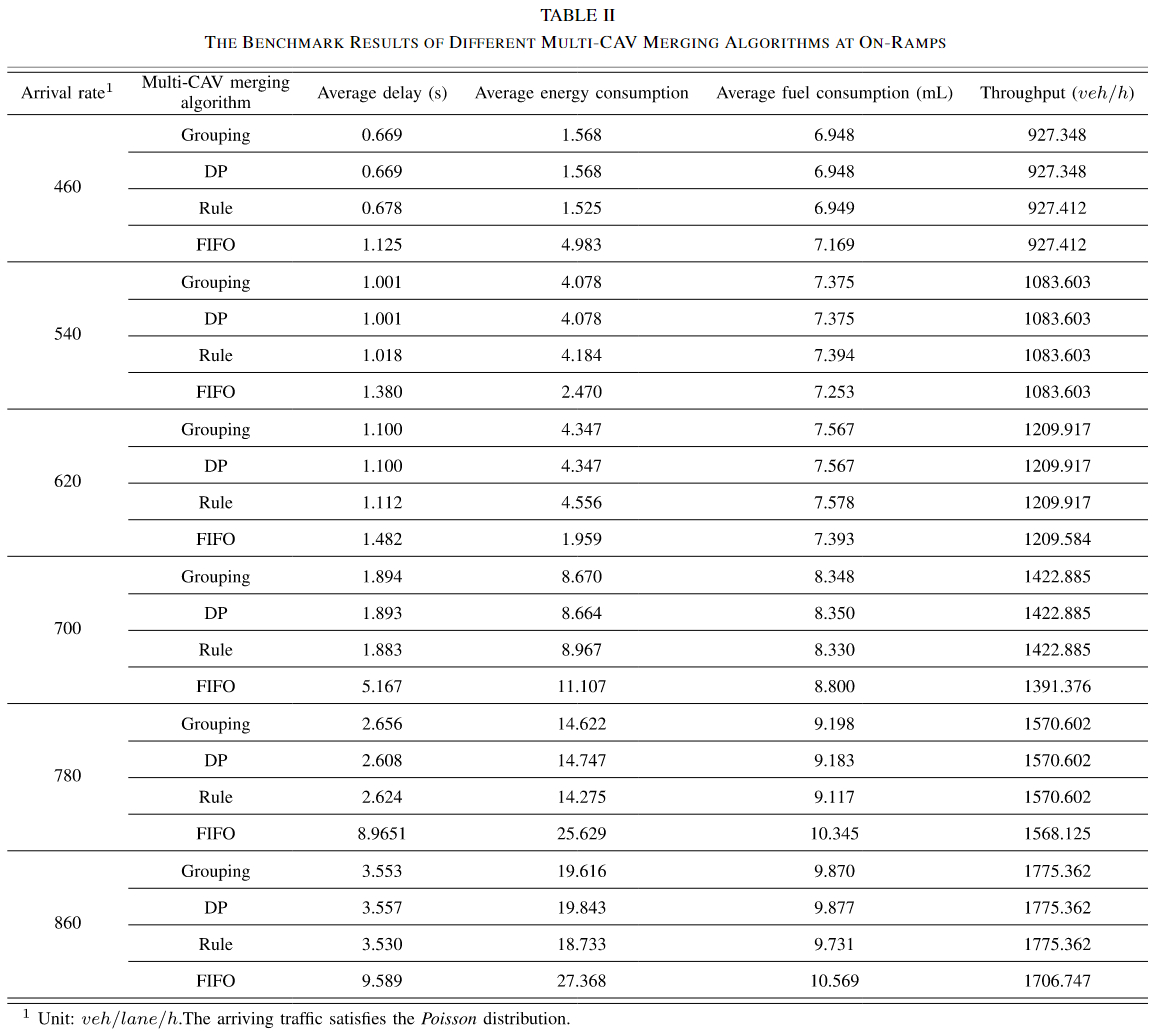 TABLE II
THE BENCHMARK RESULTS OF DIFFERENT MULTI-CAV MERGING ALGORITHMS AT ON-RAMPS
Arrival rate¹ Multi-CAV merging algorithm Average delay (s) Average energy consumption Average fuel consumption (mL) Throughput (veh/h)
460
Grouping 0.669 1.568 6.948 927.348
DP 0.669 1.568 6.948 927.348
Rule 0.678 1.525 6.949 927.412
FIFO 1.125 4.983 7.169 927.412
540
Grouping 1.001 4.078 7.375 1083.603
DP 1.001 4.078 7.375 1083.603
Rule 1.018 4.184 7.394 1083.603
FIFO 1.380 2.470 7.253 1083.603
620
Grouping 1.100 4.347 7.567 1209.917
DP 1.100 4.347 7.567 1209.917
Rule 1.112 4.556 7.578 1209.917
FIFO 1.482 1.959 7.393 1209.584
700
Grouping 1.894 8.670 8.348 1422.885
DP 1.893 8.664 8.350 1422.885
Rule 1.883 8.967 8.330 1422.885
FIFO 5.167 11.107 8.800 1391.376
780
Grouping 2.656 14.622 9.198 1570.602
DP 2.608 14.747 9.183 1570.602
Rule 2.624 14.275 9.117 1570.602
FIFO 8.9651 25.629 10.345 1568.125
860
Grouping 3.553 19.616 9.870 1775.362
DP 3.557 19.843 9.877 1775.362
Rule 3.530 18.733 9.731 1775.362
FIFO 9.589 27.368 10.569 1706.747
¹ Unit: veh/lane/h.The arriving traffic satisfies the Poisson distribution.